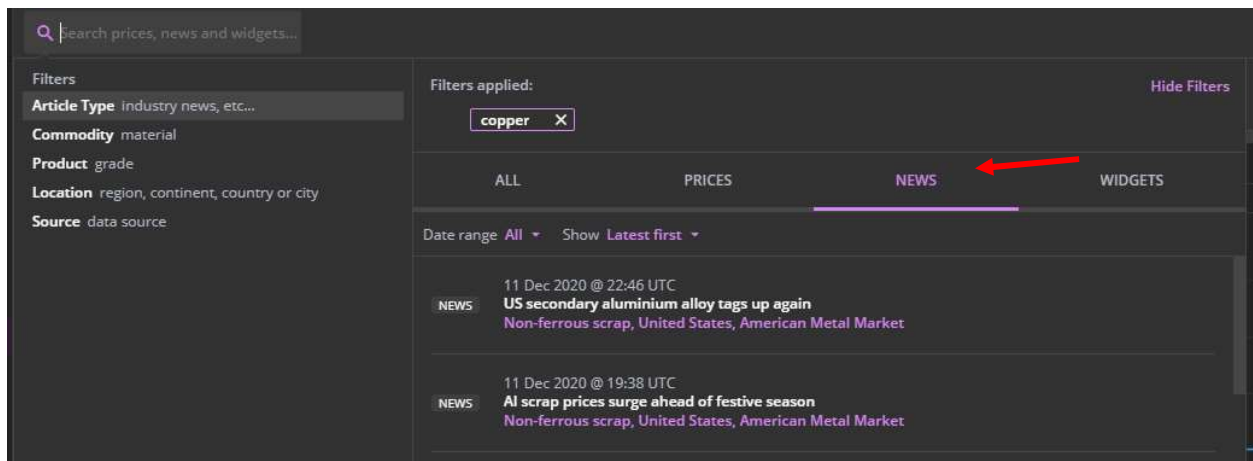 Search prices, news and widgets...
Filters
Article Type industry news, etc...
Commodity material
Product grade
Location region, continent, country or city
Source data source
Filters applied:
Hide Filters
copper X
ALL PRICES NEWS WIDGETS
Date range All Show Latest first
11 Dec 2020 @ 22:46 UTC
NEWS US secondary aluminium alloy tags up again
Non-ferrous scrap, United States, American Metal Market
11 Dec 2020 @ 19:38 UTC
NEWS Al scrap prices surge ahead of festive season
Non-ferrous scrap, United States, American Metal Market